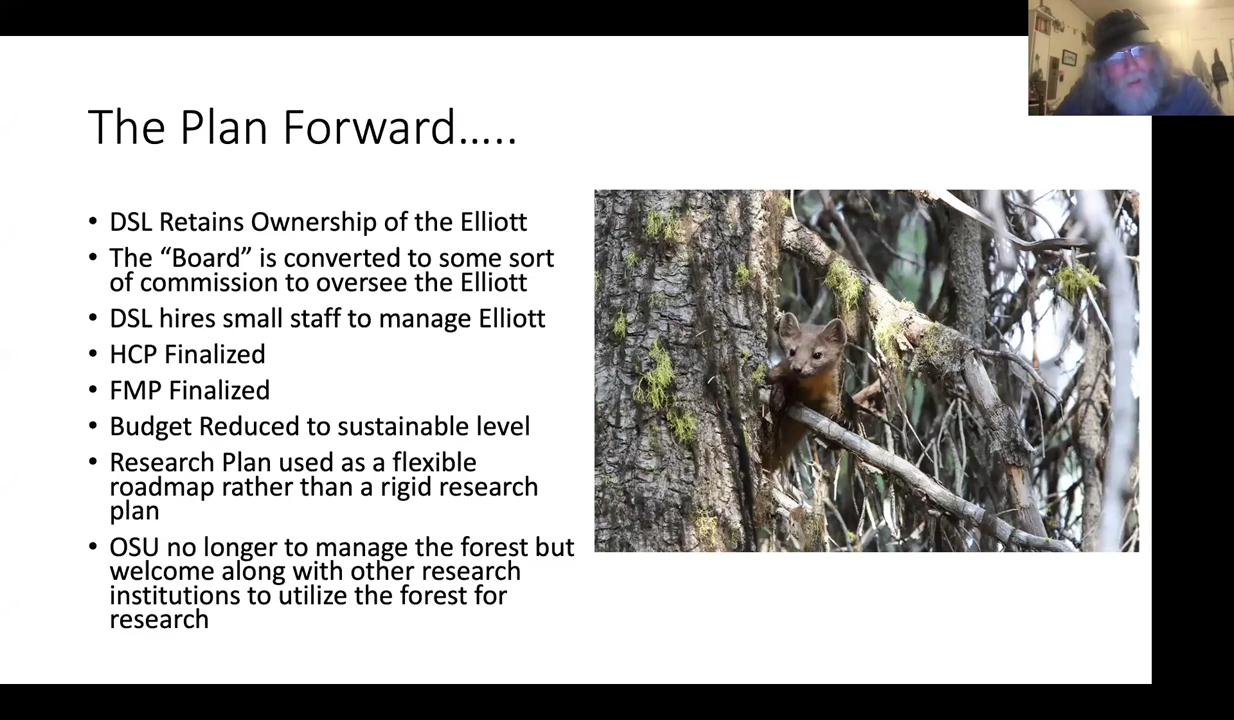 The Plan Forward.....
• DSL Retains Ownership of the Elliott
• The “Board” is converted to some sort
of commission to oversee the Elliott
• DSL hires small staff to manage Elliott
• HCP Finalized
• FMP Finalized
• Budget Reduced to sustainable level
• Research Plan used as a flexible
roadmap rather than a rigid research
plan
• OSU no longer to manage the forest but
welcome along with other research
institutions to utilize the forest for
research